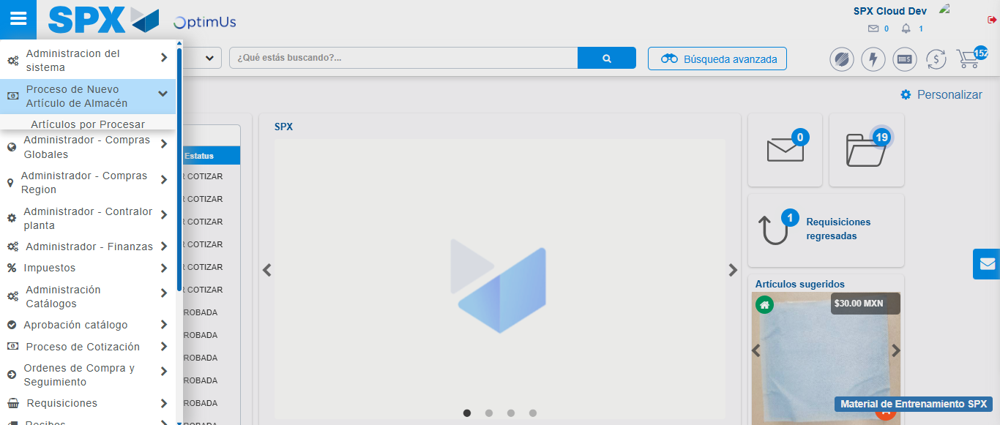 SPX
OptimUs
SPX Cloud Dev
0
1
Administracion del
sistema
¿Qué estás buscando?...
Búsqueda avanzada
$
$
152
Proceso de Nuevo
Artículo de Almacén
Personalizar
Artículos por Procesar
Administrador - Compras
Globales
Administrador - Compras
Region
Administrador - Contralor
planta
Administrador - Finanzas
Impuestos
Administración
Catálogos
Aprobación catálogo
Proceso de Cotización
Ordenes de Compra y
Seguimiento
Requisiciones
Recibos
Estatus
COTIZAR
COTIZAR
COTIZAR
COTIZAR
COTIZAR
COTIZAR
ROBADA
ROBADA
ROBADA
ROBADA
ROBADA
ROBADA
SPX
0
19
1
Requisiciones
regresadas
Artículos sugeridos
$30.00 MXN
Material de Entrenamiento SPX